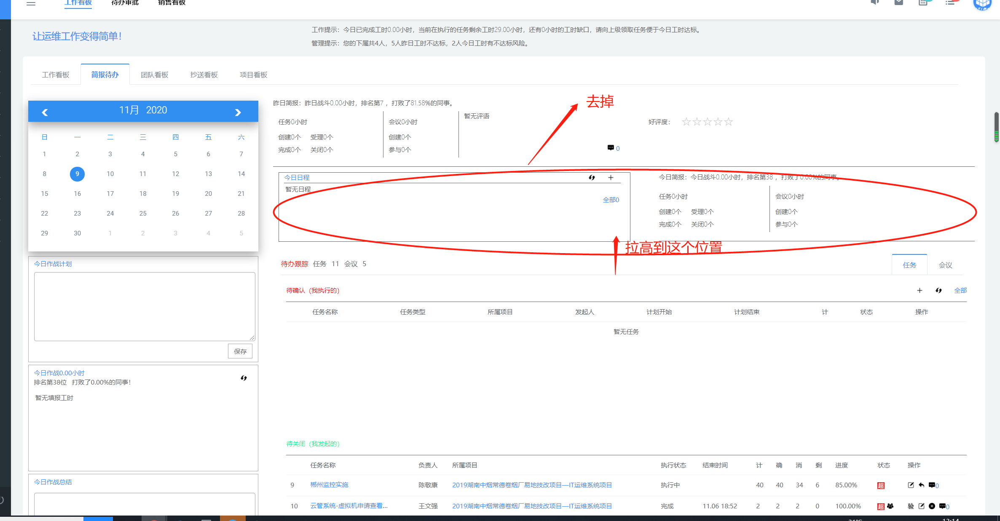 工作看板 待办审批 销售看板
让运维工作变得简单!
工作提示：今日已完成工时0.00小时，当前在执行的任务剩余工时29.00小时，还有0小时的工时缺口，请向上级领取任务便于今日工时达标。
管理提示：您的下属共4人，5人昨日工时不达标，2人今日工时有不达标风险。
工作看板 简报待办 团队看板 抄送看板 项目看板
11月 2020
日 一 二 三 四 五 六
1 2 3 4 5 6 7
8 9 10 11 12 13 14
15 16 17 18 19 20 21
22 23 24 25 26 27 28
29 30 1 2 3 4 5
今日作战计划
保存
今日作战0.00小时
排名第38位 打败了0.00%的同事!
暂无填报工时
今日作战总结
昨日简报：昨日战斗0.00小时，排名第7 ，打败了81.58%的同事。
去掉
任务0小时 会议0小时 暂无评语 好评度：
创建0个 受理0个 创建0个
完成0个 关闭0个 参与0个 0
今日日程
暂无日程
全部0
今日简报：今日战斗0.00小时，排名第38 ，打败了0.00%的同事。
任务0小时 会议0小时
创建0个 受理0个 创建0个
完成0个 关闭0个 参与0个
拉高到这个位置
待办跟踪 任务 11 会议 5 任务 会议
待确认（我执行的） 全部
任务名称 任务类型 所属项目 发起人 计划开始 计划结束 计 状态 操作
暂无任务
待关闭（我发起的）
任务名称 负责人 所属项目 执行状态 结束时间 计 确 消 剩 进度 状态 操作
9 郴州监控实施 陈敬康 2019湖南中烟常德卷烟厂易地技改项目—IT运维系统项目 执行中 40 40 34 6 85.00% 超 0
10 云管系统-虚拟机申请查看... 王文强 2019湖南中烟常德卷烟厂易地技改项目—IT运维系统项目 完成 11.06 18:52 2 2 2 0 100.00% 超 验 0